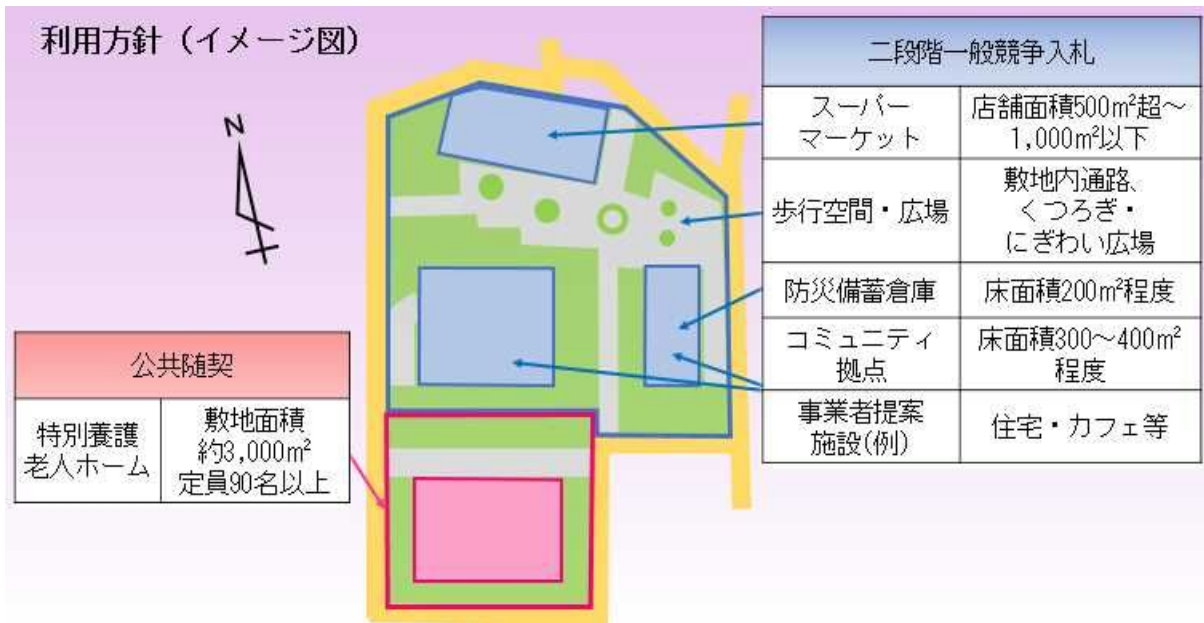 利用方針（イメージ図）
N
二段階一般競争入札
スーパー
マーケット
店舗面積500m²超～
1,000m²以下
歩行空間・広場
敷地内通路、
くつろぎ・
にぎわい広場
防災備蓄倉庫
床面積200m²程度
コミュニティ
拠点
床面積300～400m²
程度
事業者提案
施設(例)
住宅・カフェ等
公共随契
特別養護
老人ホーム
敷地面積
約3,000m²
定員90名以上